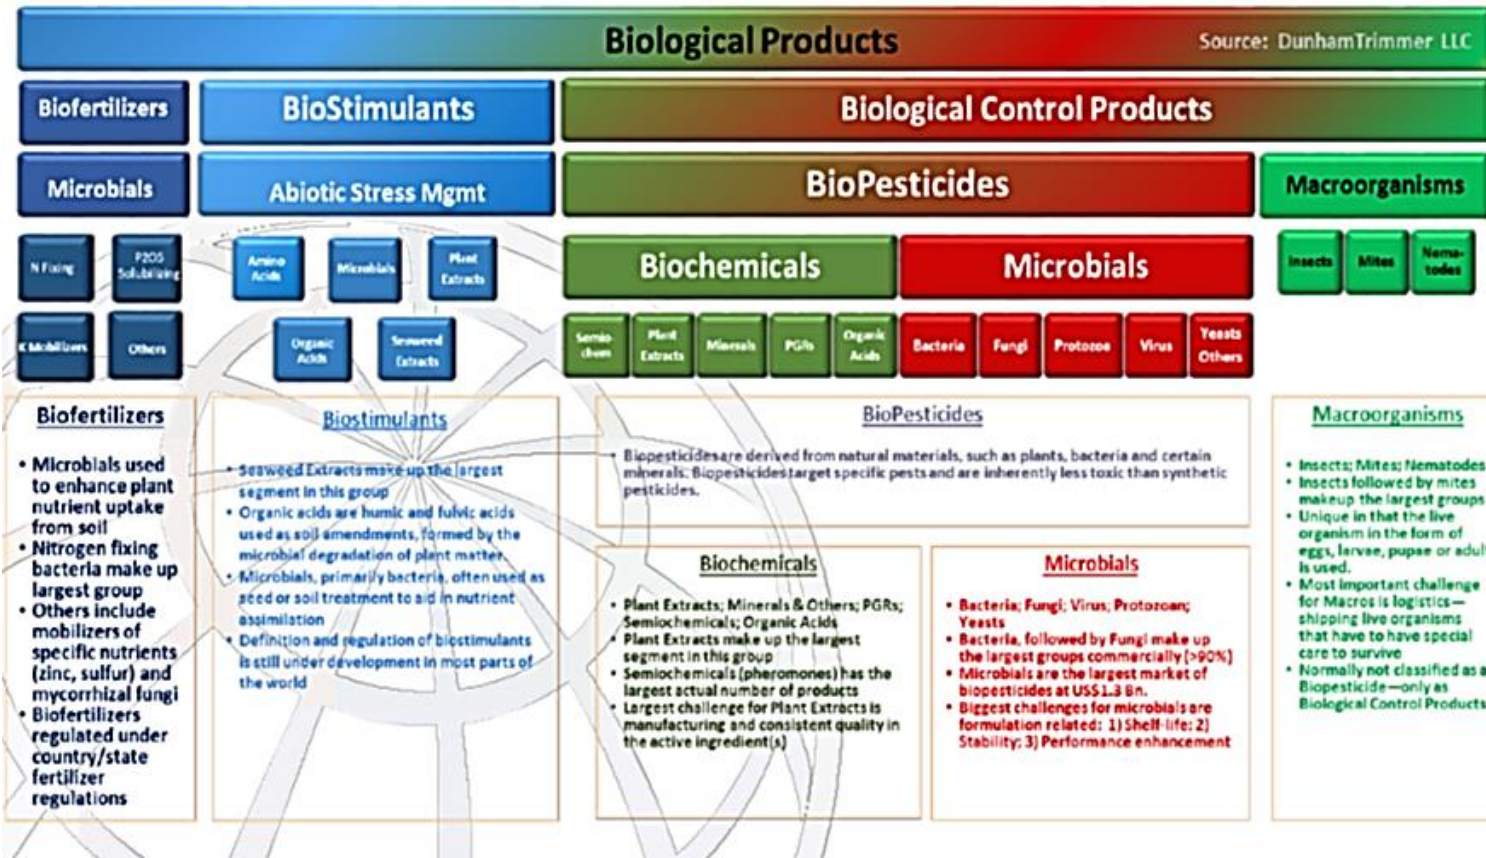 Biological Products
Source: DunhamTrimmer LLC
Biofertilizers
BioStimulants
Biological Control Products
Microbials
Abiotic Stress Mgmt
BioPesticides
Macroorganisms
N Fixing
P2O5
Solubilizing
Amino
Acids
Microbials
Plant
Extracts
Biochemicals
Microbials
Insects
Mites
Nema-
todes
K Mobilizers
Others
Organic
Acids
Seaweed
Extracts
Semio-
chem
Plant
Extracts
Minerals
PGRs
Organic
Acids
Bacteria
Fungi
Protozoa
Virus
Yeasts
Others
Biofertilizers
• Microbials used
to enhance plant
nutrient uptake
from soil
• Nitrogen fixing
bacteria make up
largest group
• Others include
mobilizers of
specific nutrients
(zinc, sulfur) and
mycorrhizal fungi
• Biofertilizers
regulated under
country/state
fertilizer
regulations
Biostimulants
• Seaweed Extracts make up the largest
segment in this group
• Organic acids are humic and fulvic acids
used as soil amendments, formed by the
microbial degradation of plant matter.
• Microbials, primarily bacteria, often used as
seed or soil treatment to aid in nutrient
assimilation
• Definition and regulation of biostimulants
is still under development in most parts of
the world
BioPesticides
• Biopesticides are derived from natural materials, such as plants, bacteria and certain
minerals. Biopesticides target specific pests and are inherently less toxic than synthetic
pesticides.
Biochemicals
• Plant Extracts; Minerals & Others; PGRs;
Semiochemicals; Organic Acids
• Plant Extracts make up the largest
segment in this group
• Semiochemicals (pheromones) has the
largest actual number of products
• Largest challenge for Plant Extracts is
manufacturing and consistent quality in
the active ingredient(s)
Microbials
• Bacteria; Fungi; Virus; Protozoan;
Yeasts
• Bacteria, followed by Fungi make up
the largest groups commercially (>90%)
• Microbials are the largest market of
biopesticides at US$1.3 Bn.
• Biggest challenges for microbials are
formulation related: 1) Shelf-life; 2)
Stability; 3) Performance enhancement
Macroorganisms
• Insects; Mites; Nematodes
• Insects followed by mites
makeup the largest groups
• Unique in that the live
organism in the form of
eggs, larvae, pupae or adult
is used.
• Most important challenge
for Macros is logistics—
shipping live organisms
that have to have special
care to survive
• Normally not classified as a
Biopesticide—only as
Biological Control Products